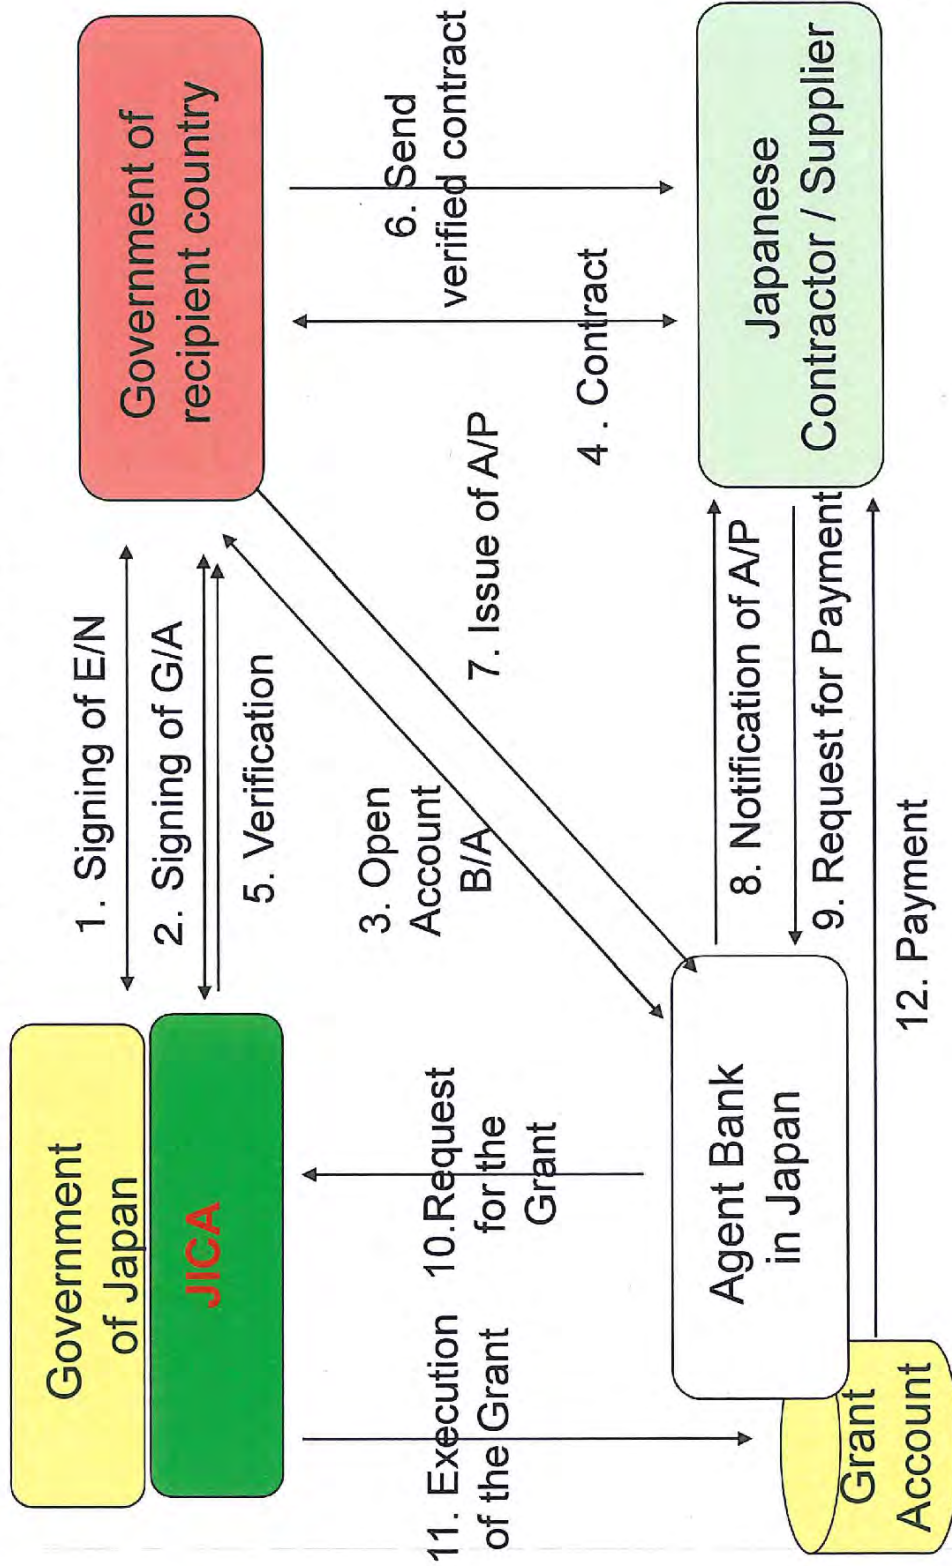 Government
of Japan
JICA
Government of
recipient country
1. Signing of E/N
2. Signing of G/A
5. Verification
3. Open
Account
B/A
7. Issue of A/P
4 . Contract
6. Send
verified contract
11. Execution
of the Grant
10.Request
for the
Grant
Agent Bank
in Japan
Grant
Account
8. Notification of A/P
9. Request for Payment
12. Payment
Japanese
Contractor / Supplier